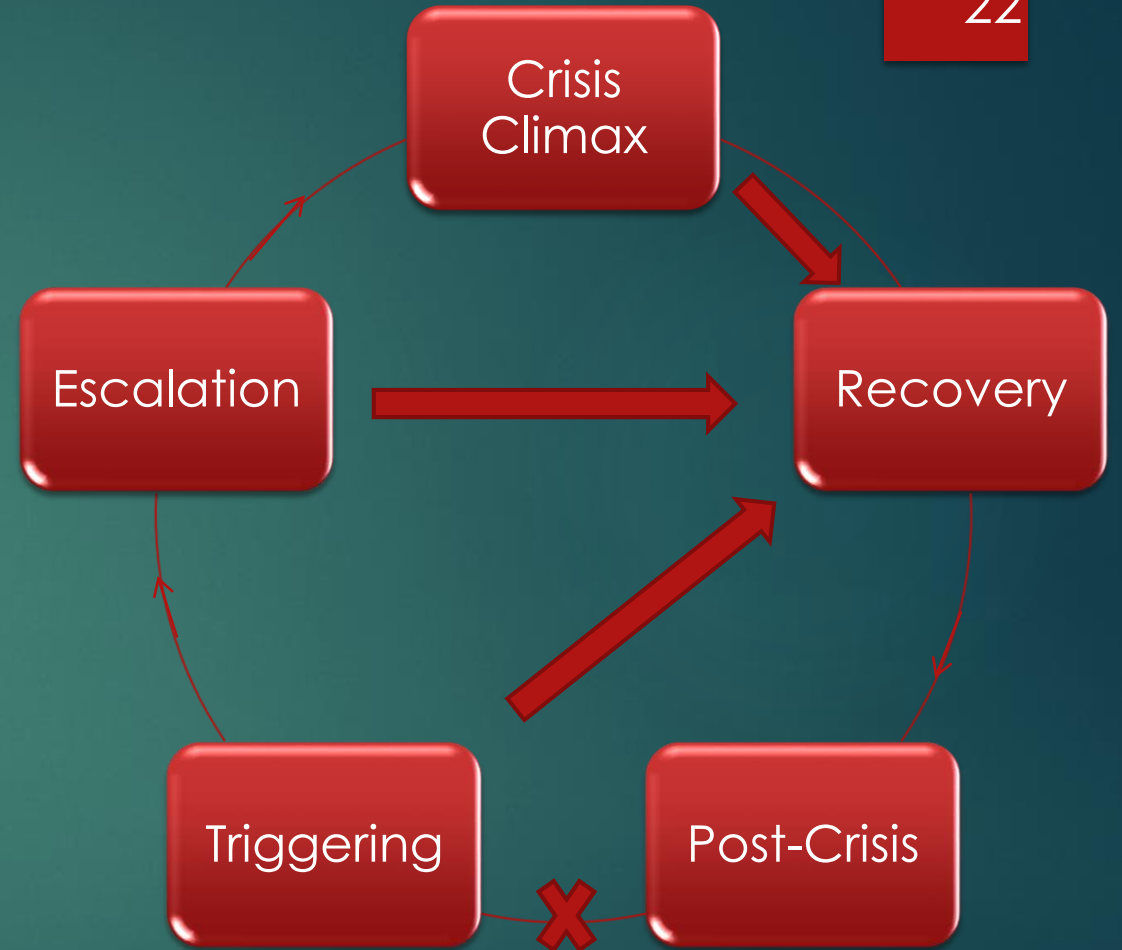 22
Crisis
Climax
Escalation
Recovery
Triggering
Post-Crisis